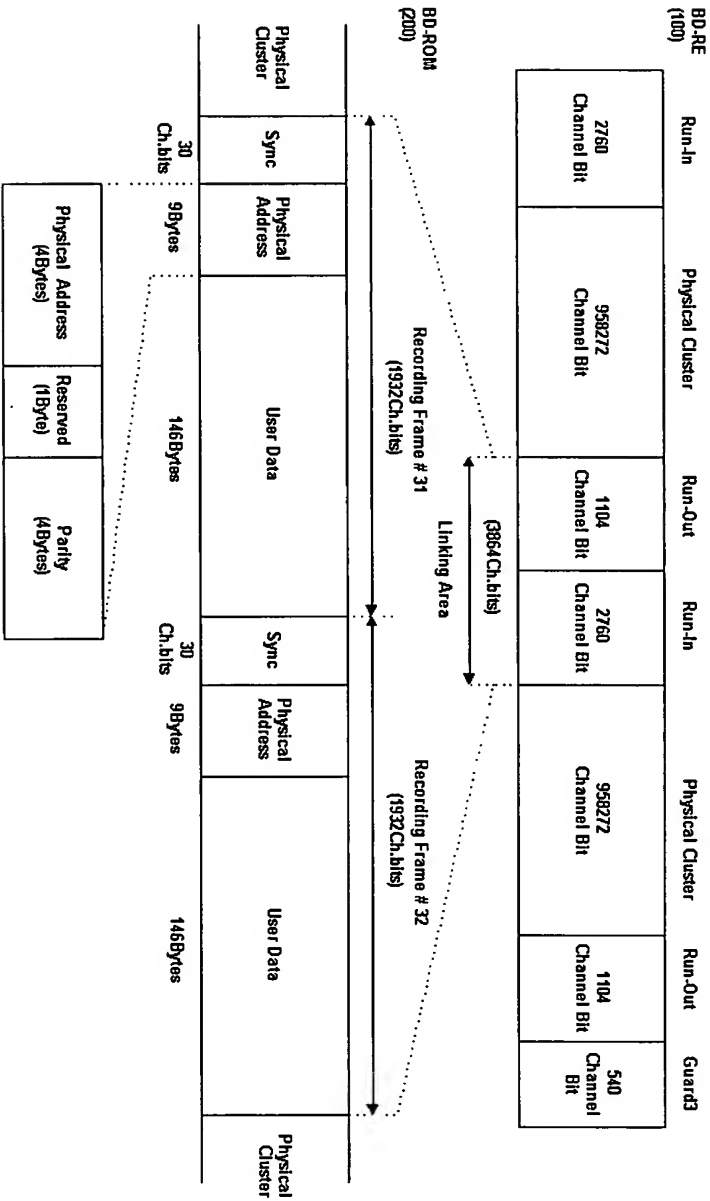 BD-RE
(100)
Run-In
Physical Cluster
Run-Out
Run-In
Physical Cluster
Run-Out
Guard3
2760
Channel Bit
958272
Channel Bit
1104
Channel Bit
2760
Channel Bit
958272
Channel Bit
1104
Channel Bit
540
Channel
Bit
Linking Area
(3864Ch.bits)
BD-ROM
(200)
Recording Frame # 31
(1932Ch.bits)
Recording Frame # 32
(1932Ch.bits)
Physical
Cluster
Sync
Physical
Address
User Data
Sync
Physical
Address
User Data
Physical
Cluster
30
Ch.bits
9Bytes
146Bytes
30
Ch.bits
9Bytes
146Bytes
Physical Address
(4Bytes)
Reserved
(1Byte)
Parity
(4Bytes)